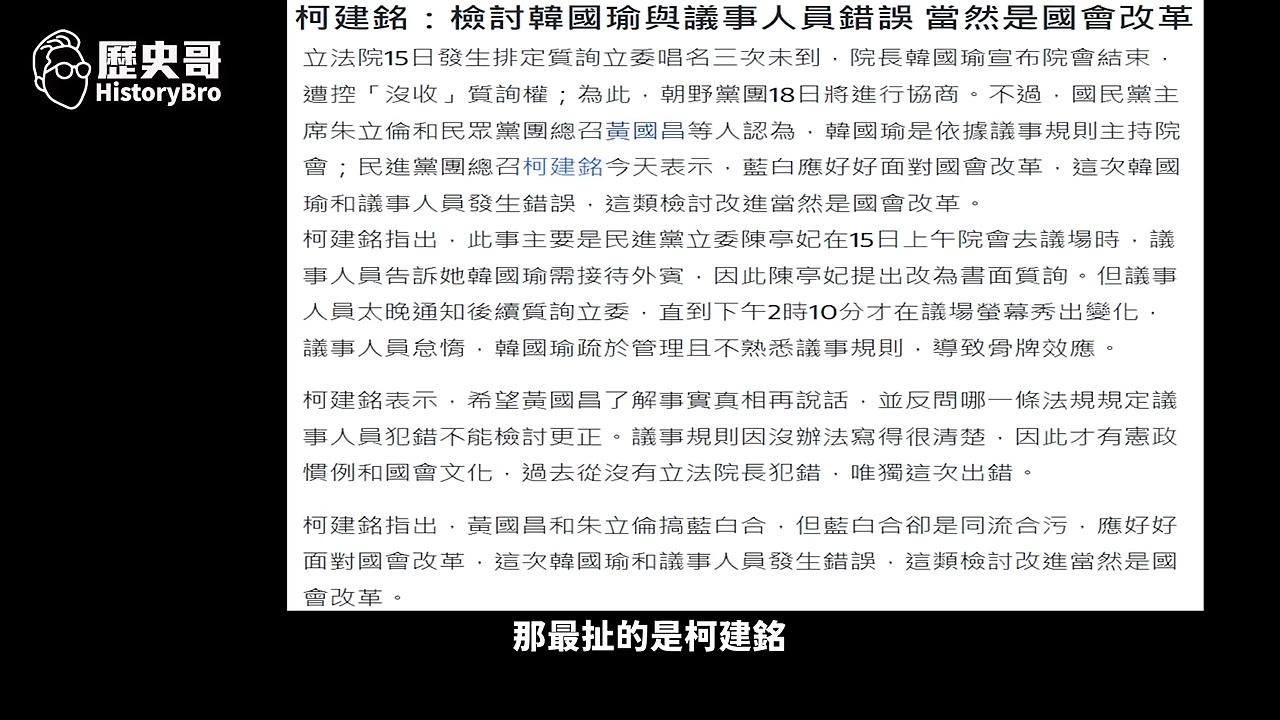 柯建銘：檢討韓國瑜與議事人員錯誤 當然是國會改革
歷史哥
HistoryBro
立法院15日發生排定質詢立委唱名三次未到，院長韓國瑜宣布院會結束，
遭控「沒收」質詢權；為此，朝野黨團18日將進行協商。不過，國民黨主
席朱立倫和民眾黨團總召黃國昌等人認為，韓國瑜是依據議事規則主持院
會；民進黨團總召柯建銘今天表示，藍白應好好面對國會改革，這次韓國
瑜和議事人員發生錯誤，這類檢討改進當然是國會改革。
柯建銘指出，此事主要是民進黨立委陳亭妃在15日上午院會去議場時，議
事人員告訴她韓國瑜需接待外賓，因此陳亭妃提出改為書面質詢。但議事
人員太晚通知後續質詢立委，直到下午2時10分才在議場螢幕秀出變化，
議事人員怠惰，韓國瑜疏於管理且不熟悉議事規則，導致骨牌效應。
柯建銘表示，希望黃國昌了解事實真相再說話，並反問哪一條法規規定議
事人員犯錯不能檢討更正。議事規則因沒辦法寫得很清楚，因此才有憲政
慣例和國會文化，過去從沒有立法院長犯錯，唯獨這次出錯。
柯建銘指出，黃國昌和朱立倫搞藍白合，但藍白合卻是同流合污，應好好
面對國會改革，這次韓國瑜和議事人員發生錯誤，這類檢討改進當然是國
會改革。
那最扯的是柯建銘